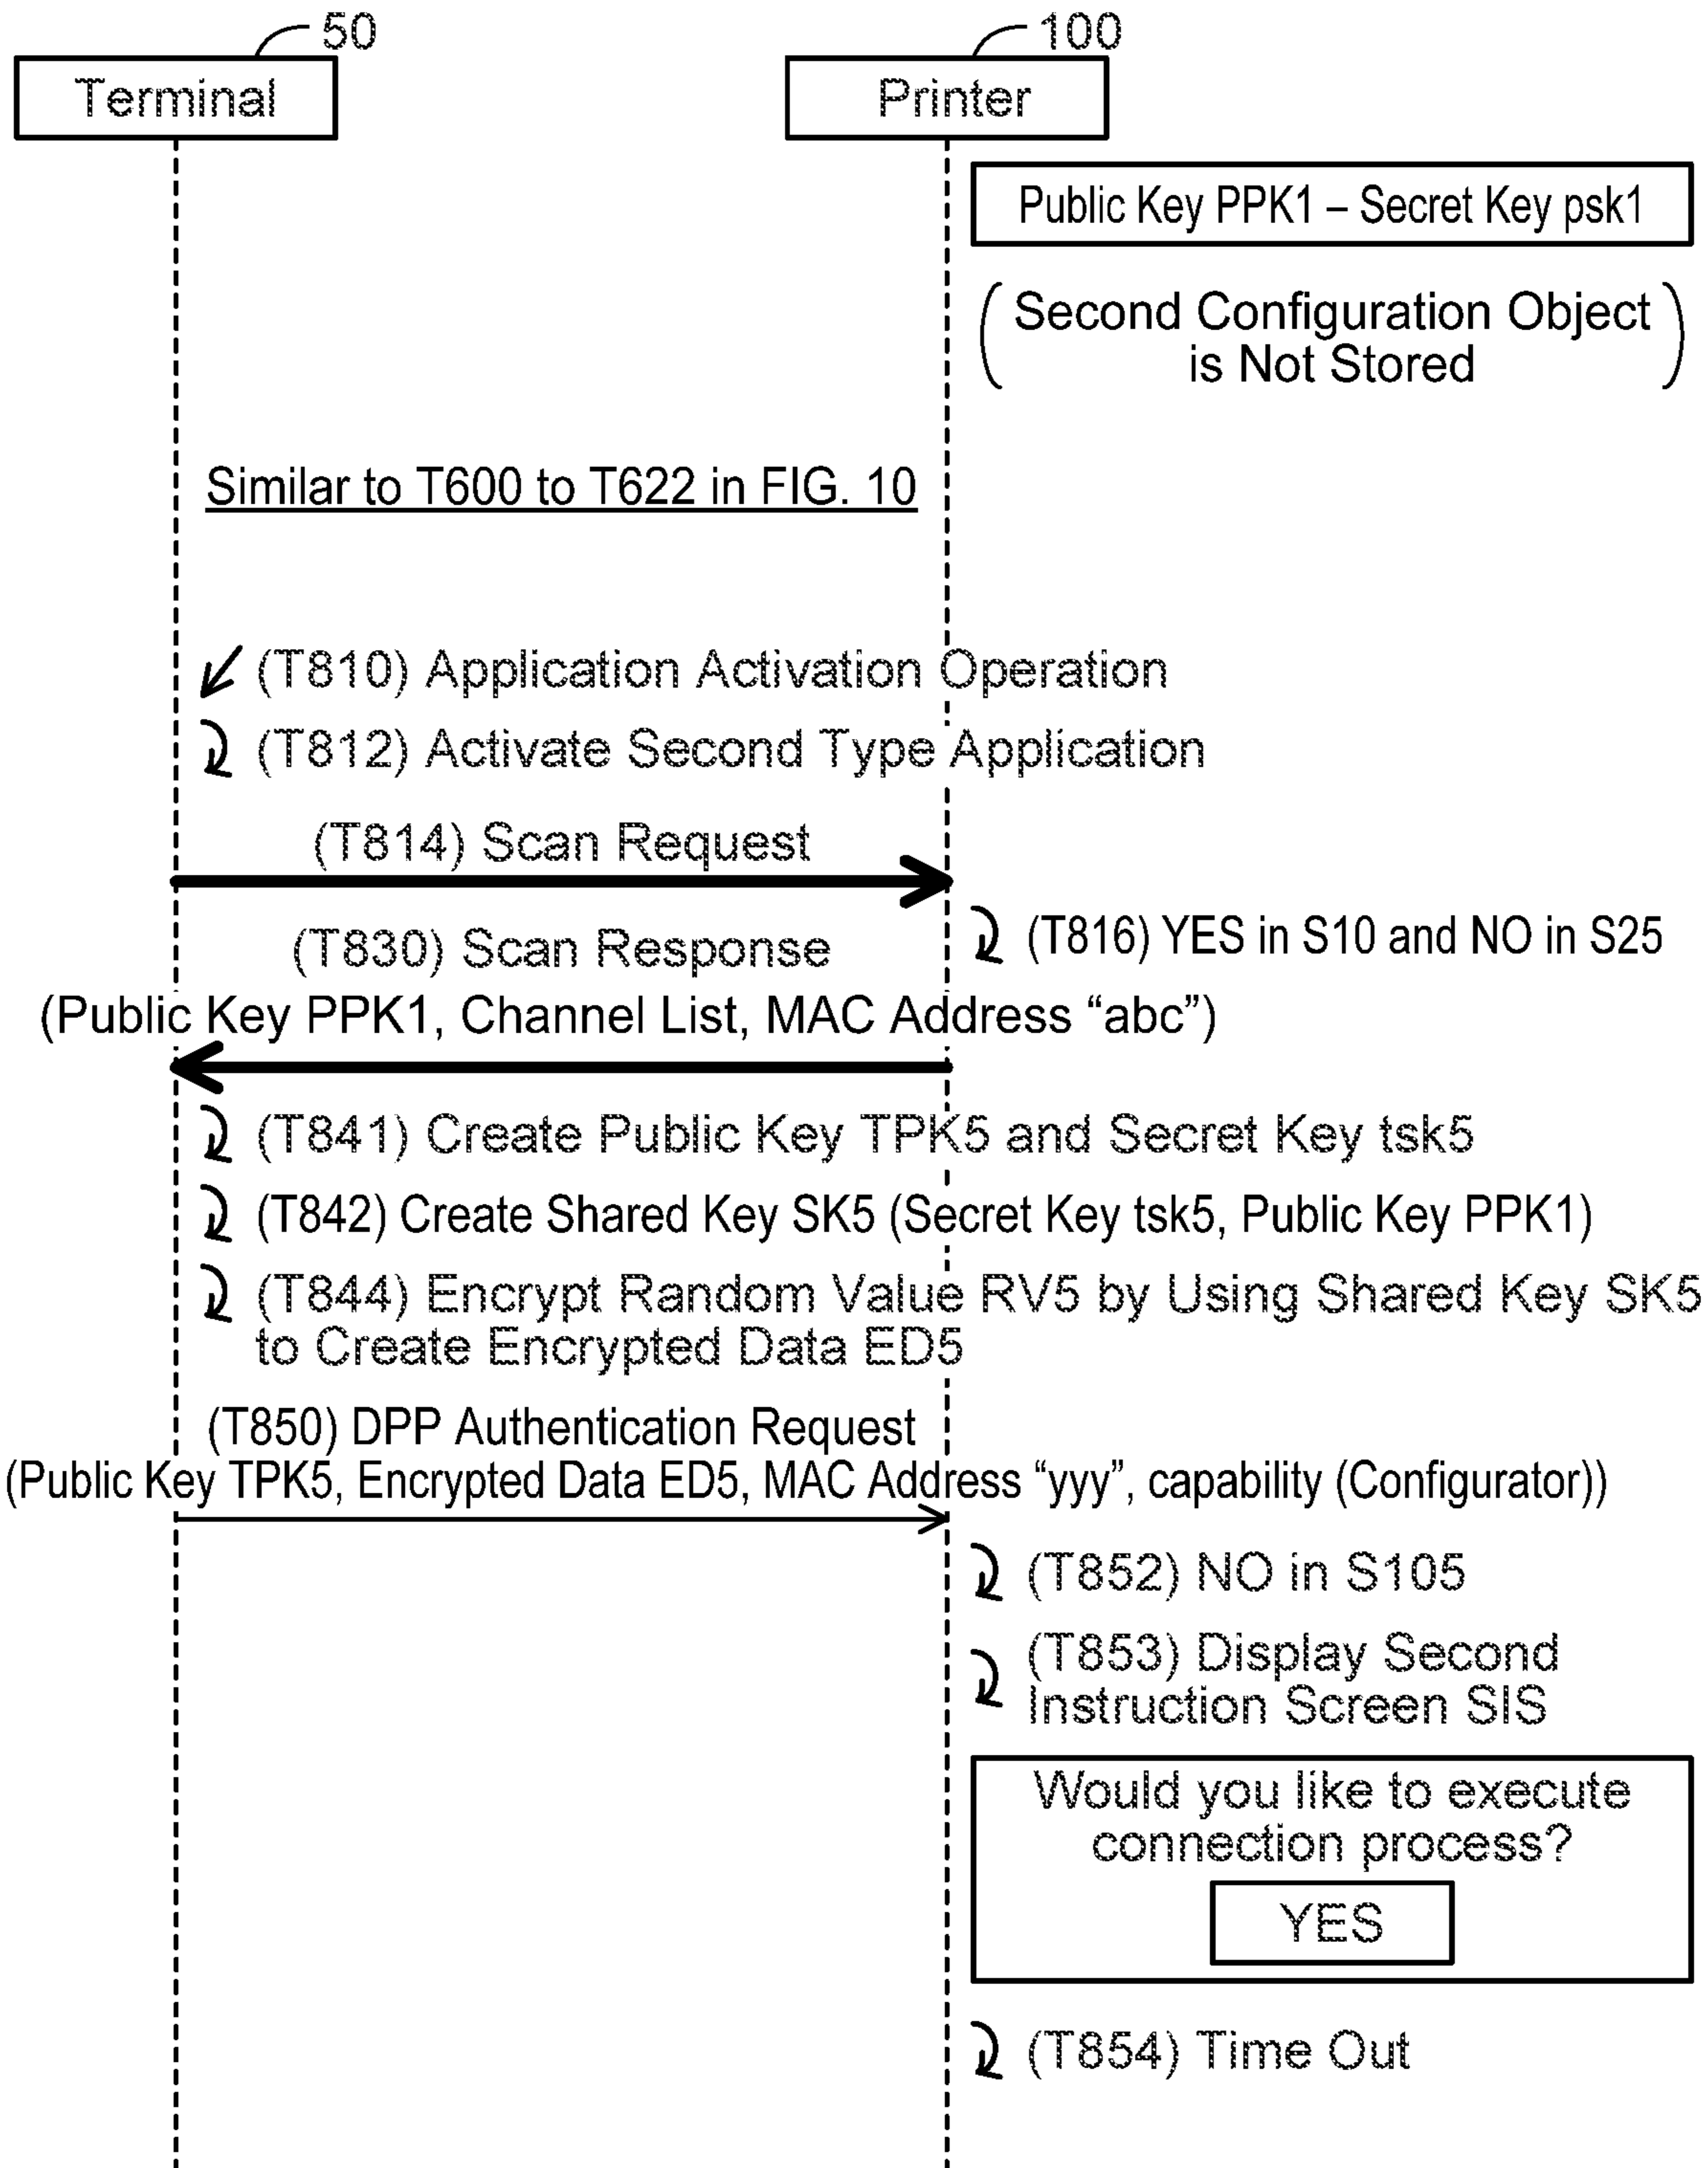 50
100
Terminal
Printer
Public Key PPK1 – Secret Key psk1
(Second Configuration Object
is Not Stored)
Similar to T600 to T622 in FIG. 10
(T810) Application Activation Operation
(T812) Activate Second Type Application
(T814) Scan Request
(T816) YES in S10 and NO in S25
(T830) Scan Response
(Public Key PPK1, Channel List, MAC Address “abc”)
(T841) Create Public Key TPK5 and Secret Key tsk5
(T842) Create Shared Key SK5 (Secret Key tsk5, Public Key PPK1)
(T844) Encrypt Random Value RV5 by Using Shared Key SK5
to Create Encrypted Data ED5
(T850) DPP Authentication Request
(Public Key TPK5, Encrypted Data ED5, MAC Address “yyy”, capability (Configurator))
(T852) NO in S105
(T853) Display Second
Instruction Screen SIS
Would you like to execute
connection process?
YES
(T854) Time Out